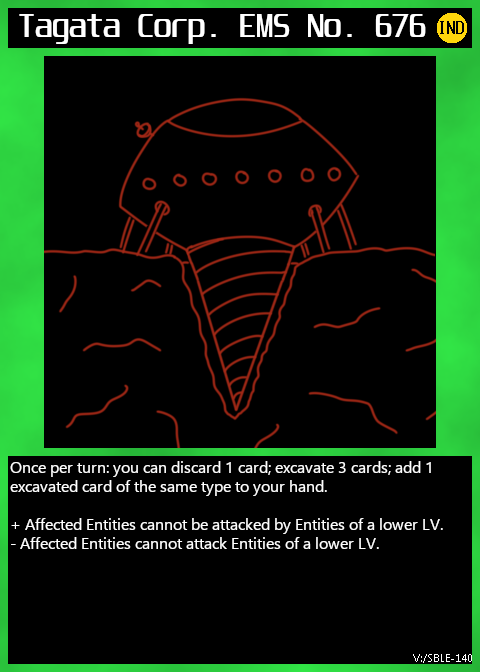 Tagata Corp. EMS No. 676 IND
Once per turn: you can discard 1 card; excavate 3 cards; add 1
excavated card of the same type to your hand.
+ Affected Entities cannot be attacked by Entities of a lower LV.
- Affected Entities cannot attack Entities of a lower LV.
V:/SBLE-140